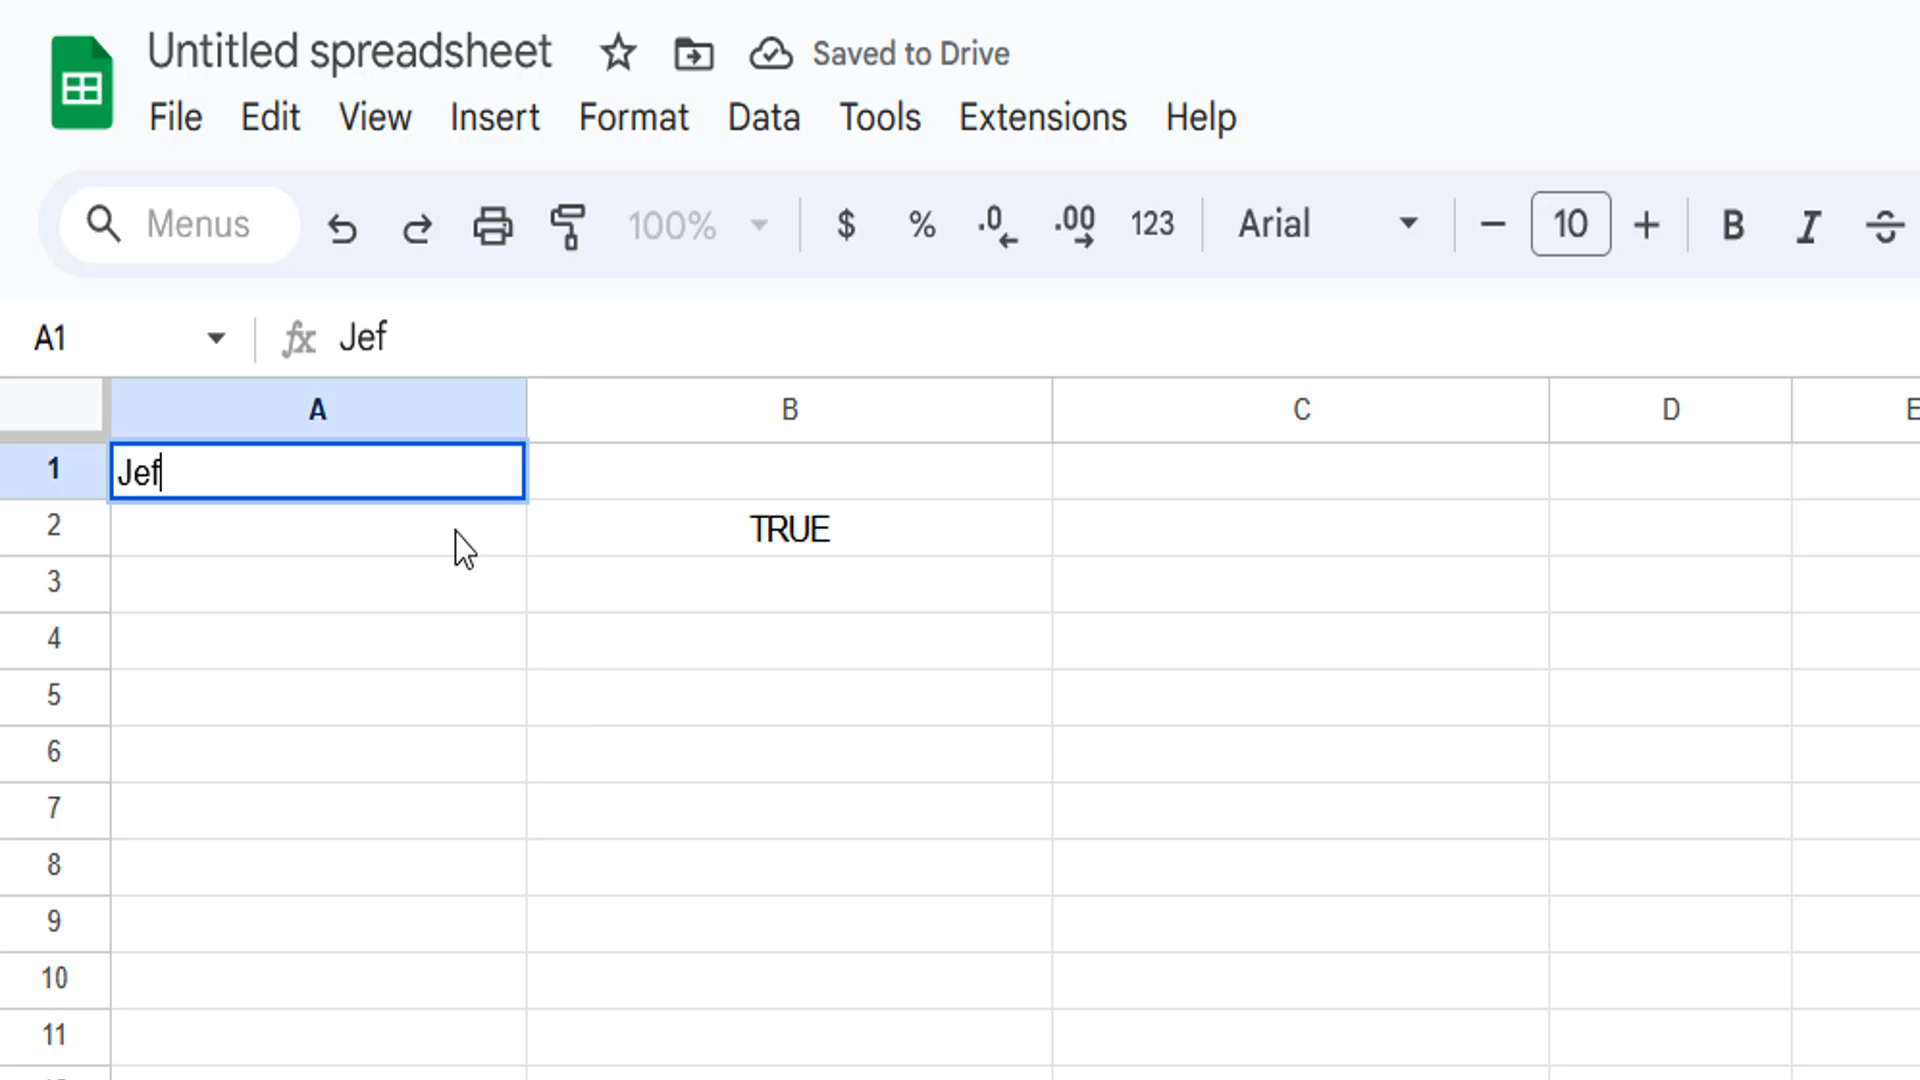 Untitled spreadsheet Saved to Drive
File Edit View Insert Format Data Tools Extensions Help
Menus 100% $ % .0 .00 123 Arial 10 B I S
A1 fx Jef
A B C D E
1 Jef
2 TRUE
3
4
5
6
7
8
9
10
11